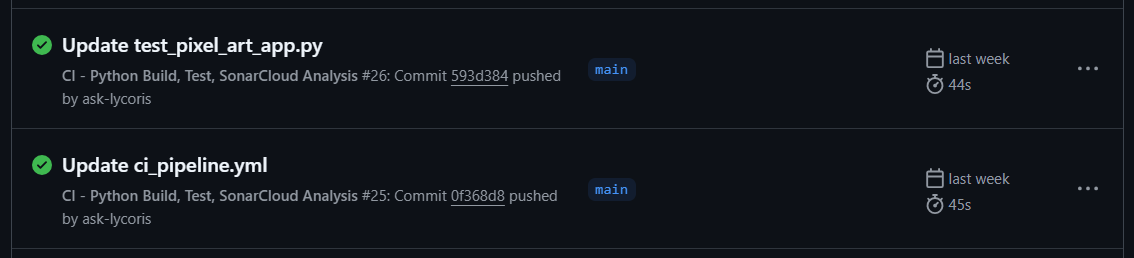 Update test_pixel_art_app.py
CI - Python Build, Test, SonarCloud Analysis #26: Commit 593d384 pushed
by ask-lycoris
main
last week
44s
Update ci_pipeline.yml
CI - Python Build, Test, SonarCloud Analysis #25: Commit 0f368d8 pushed
by ask-lycoris
main
last week
45s